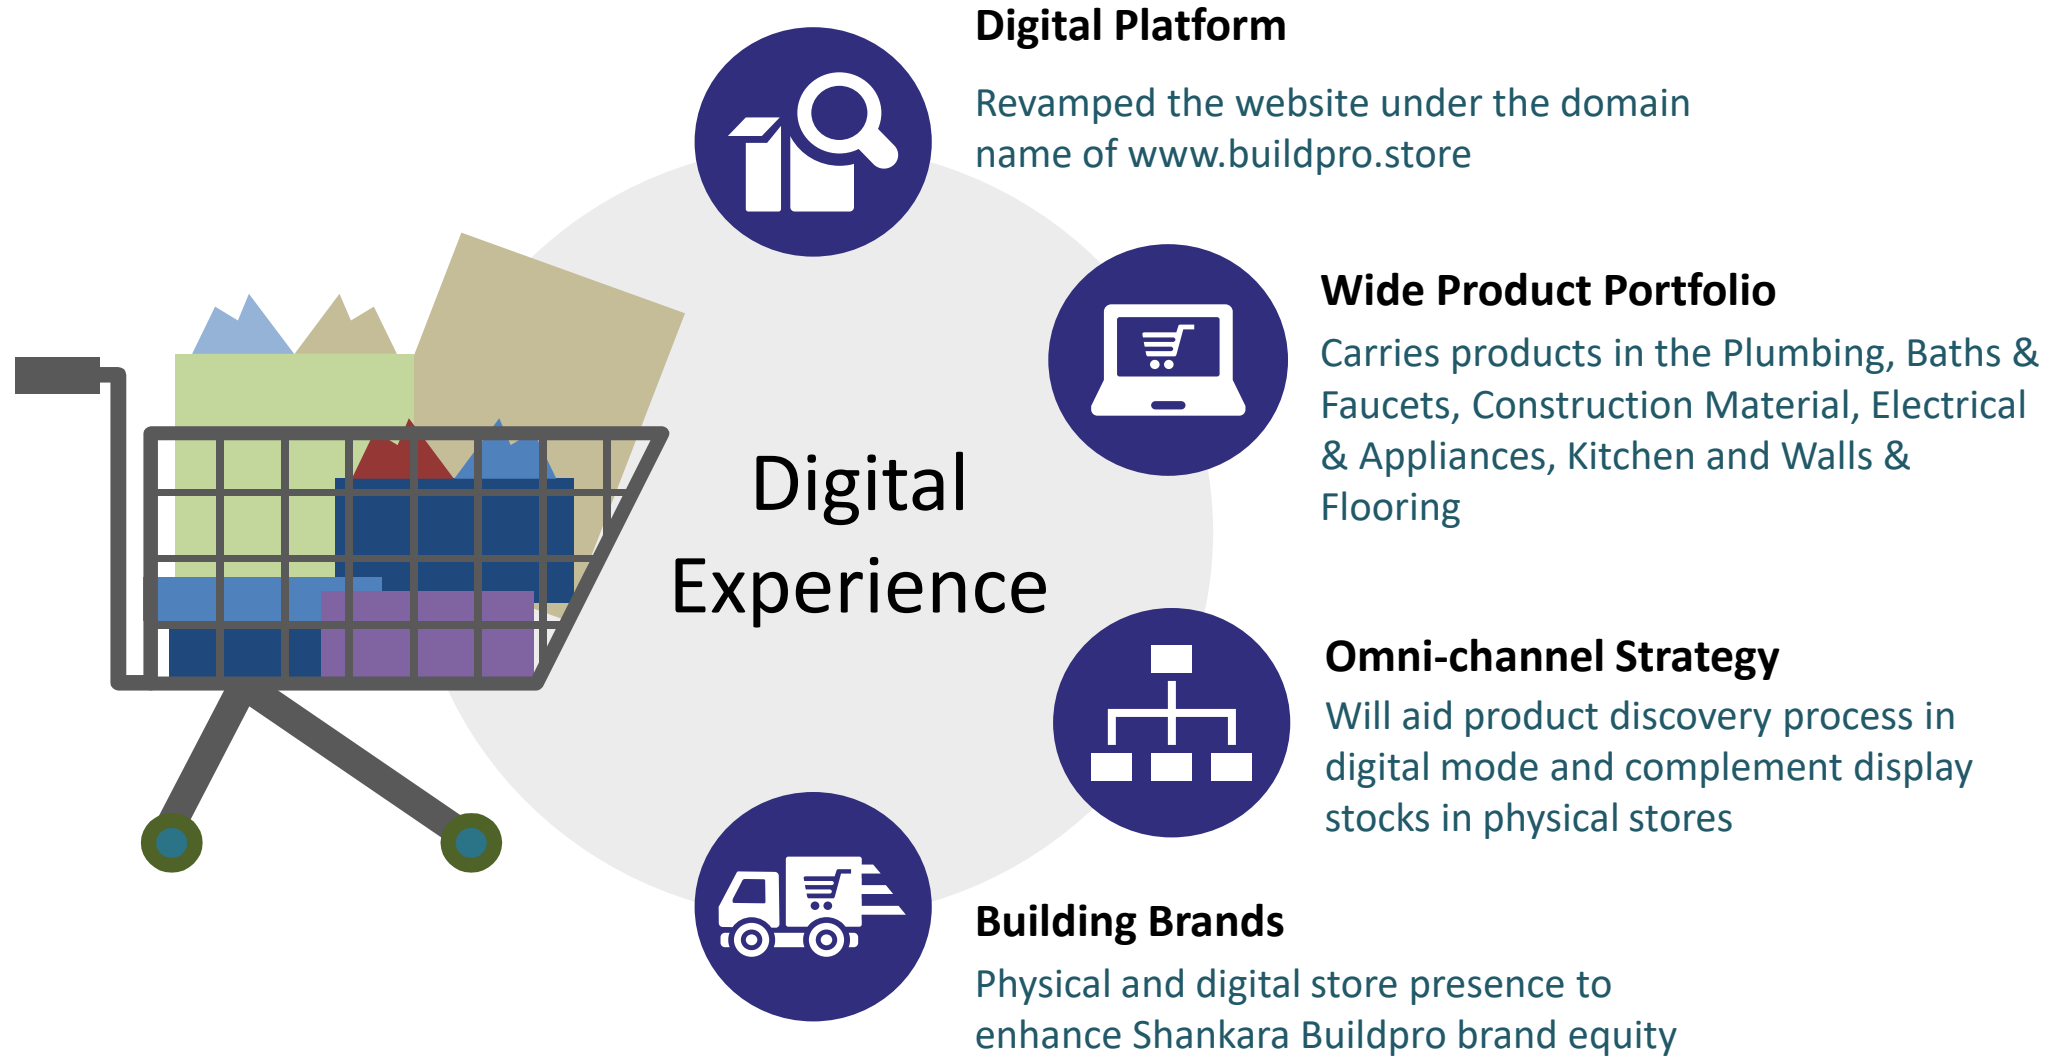 Digital Platform
Revamped the website under the domain
name of www.buildpro.store
Wide Product Portfolio
Carries products in the Plumbing, Baths &
Faucets, Construction Material, Electrical
& Appliances, Kitchen and Walls &
Flooring
Digital
Experience
Omni-channel Strategy
Will aid product discovery process in
digital mode and complement display
stocks in physical stores
Building Brands
Physical and digital store presence to
enhance Shankara Buildpro brand equity